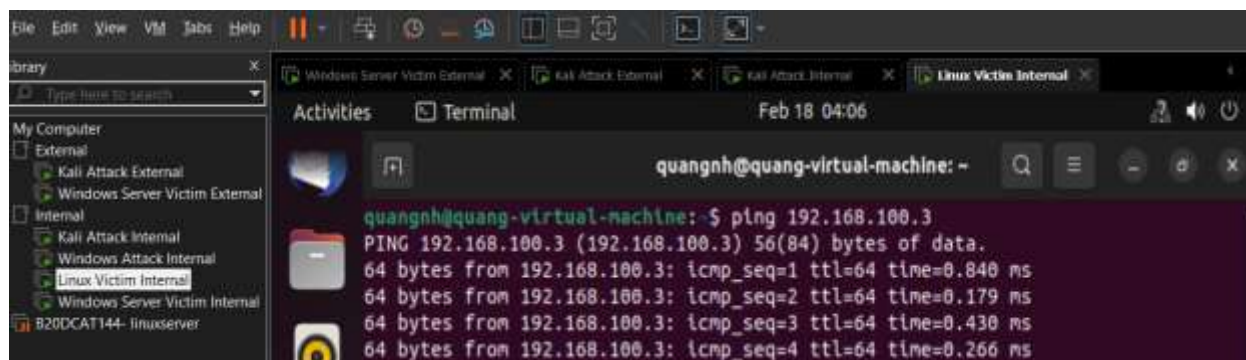 File Edit View VM Tabs Help
ibrary X
Type here to search
My Computer
External
Kali Attack External
Windows Server Victim External
Internal
Kali Attack Internal
Windows Attack Internal
Linux Victim Internal
Windows Server Victim Internal
B20DCAT144- linuxserver
Windows Server Victim External
Kali Attack External
Kali Attack Internal
Linux Victim Internal
Activities Terminal Feb 18 04:06
quangnh@quang-virtual-machine: ~
quangnh@quang-virtual-machine:~$ ping 192.168.100.3
PING 192.168.100.3 (192.168.100.3) 56(84) bytes of data.
64 bytes from 192.168.100.3: icmp_seq=1 ttl=64 time=0.840 ms
64 bytes from 192.168.100.3: icmp_seq=2 ttl=64 time=0.179 ms
64 bytes from 192.168.100.3: icmp_seq=3 ttl=64 time=0.430 ms
64 bytes from 192.168.100.3: icmp_seq=4 ttl=64 time=0.266 ms